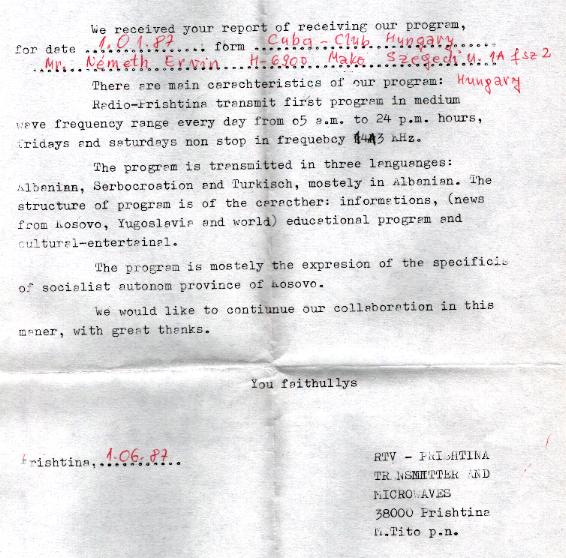 We received your report of receiving our program,
for date 1.01.87 form Cuba - Club Hungary
Mr. Németh Ervin H-6900 Mako Szegedi u. 1A fsz 2
There are main carachteristics of our program: Hungary
Radio-Prishtina transmit first program in medium
wave frequency range every day from o5 a.m. to 24 p.m. hours,
fridays and saturdays non stop in frequebcy 1413 kHz.
The program is transmitted in three languanges:
Albanian, Serbocroation and Turkisch, mostely in Albanian. The
structure of program is of the caracther: informations, (news
from Kosovo, Yugoslavia and world) educational program and
cultural-entertainal.
The program is mostely the expresion of the specificis
of socialist autonom province of Kosovo.
We would like to contiunue our collaboration in this
maner, with great thanks.
You faithullys
Prishtina, 1.06.87
RTV - PRISHTINA
TRANSMITTER AND
MICROWAVES
38000 Prishtina
M.Tito p.n.